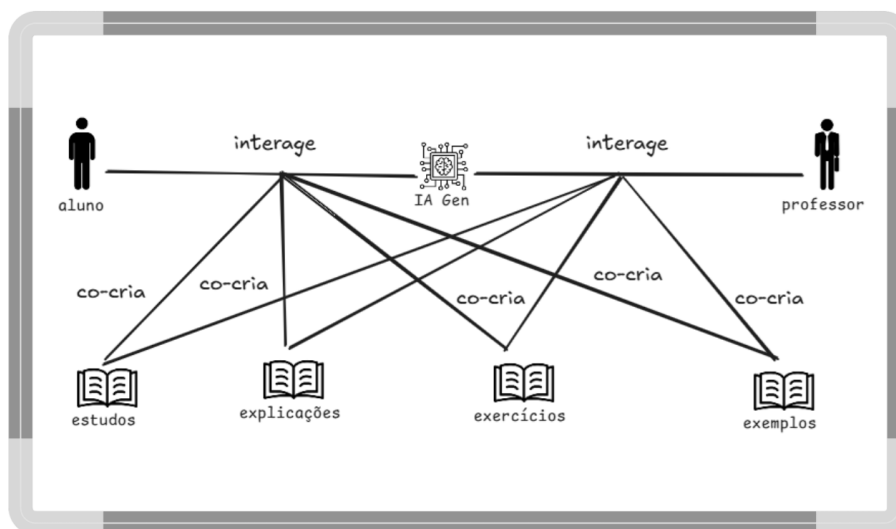 interage
interage
aluno
IA Gen
professor
co-cria
co-cria
co-cria
co-cria
co-cria
estudos
explicações
exercícios
exemplos